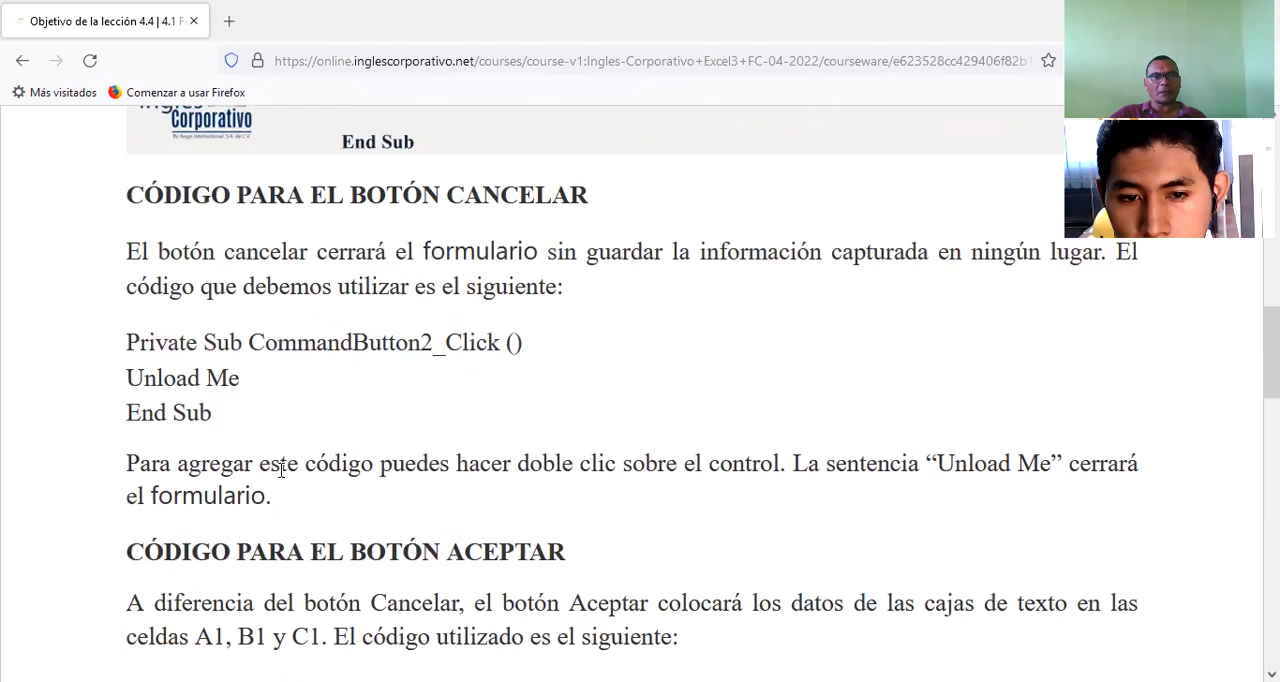 Objetivo de la lección 4.4 | 4.1 F
https://online.inglescorporativo.net/courses/course-v1:Ingles-Corporativo+Excel3+FC-04-2022/courseware/e623528cc429406f82b1
Más visitados Comenzar a usar Firefox
Corporativo
End Sub
CÓDIGO PARA EL BOTÓN CANCELAR
El botón cancelar cerrará el formulario sin guardar la información capturada en ningún lugar. El
código que debemos utilizar es el siguiente:
Private Sub CommandButton2_Click ()
Unload Me
End Sub
Para agregar este código puedes hacer doble clic sobre el control. La sentencia “Unload Me” cerrará
el formulario.
CÓDIGO PARA EL BOTÓN ACEPTAR
A diferencia del botón Cancelar, el botón Aceptar colocará los datos de las cajas de texto en las
celdas A1, B1 y C1. El código utilizado es el siguiente: